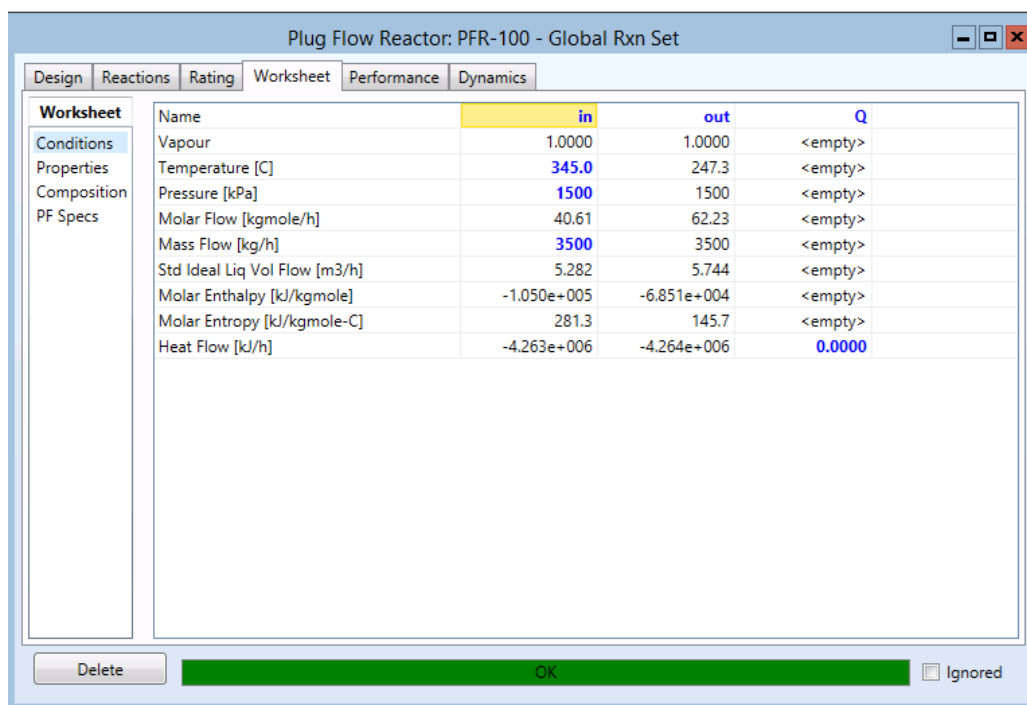 Plug Flow Reactor: PFR-100 - Global Rxn Set
Design Reactions Rating Worksheet Performance Dynamics
Worksheet
Conditions
Properties
Composition
PF Specs
Name in out Q
Vapour 1.0000 1.0000 <empty>
Temperature [C] 345.0 247.3 <empty>
Pressure [kPa] 1500 1500 <empty>
Molar Flow [kgmole/h] 40.61 62.23 <empty>
Mass Flow [kg/h] 3500 3500 <empty>
Std Ideal Liq Vol Flow [m3/h] 5.282 5.744 <empty>
Molar Enthalpy [kJ/kgmole] -1.050e+005 -6.851e+004 <empty>
Molar Entropy [kJ/kgmole-C] 281.3 145.7 <empty>
Heat Flow [kJ/h] -4.263e+006 -4.264e+006 0.0000
Delete OK Ignored